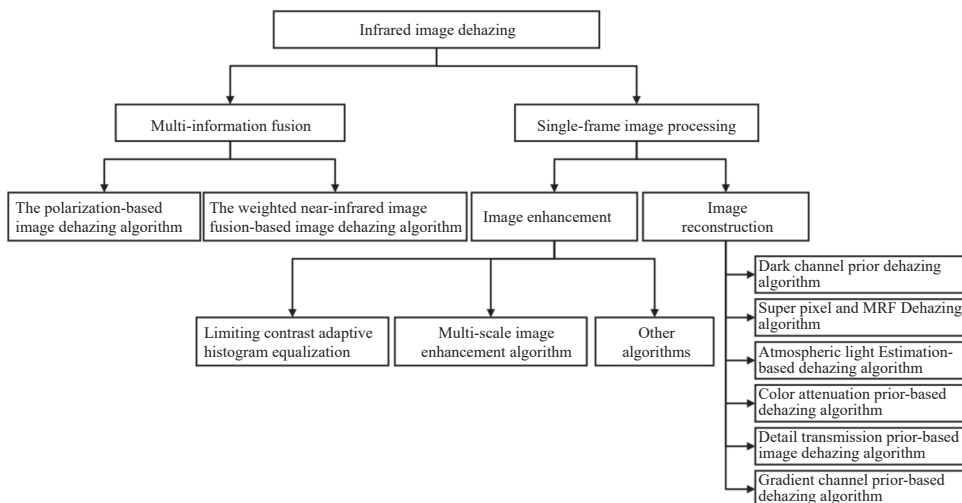 Infrared image dehazing
Multi-information fusion
Single-frame image processing
The polarization-based
image dehazing algorithm
The weighted near-infrared image
fusion-based image dehazing algorithm
Image enhancement
Image
reconstruction
Limiting contrast adaptive
histogram equalization
Multi-scale image
enhancement algorithm
Other
algorithms
Dark channel prior dehazing
algorithm
Super pixel and MRF Dehazing
algorithm
Atmospheric light Estimation-
based dehazing algorithm
Color attenuation prior-based
dehazing algorithm
Detail transmission prior-based
image dehazing algorithm
Gradient channel prior-based
dehazing algorithm